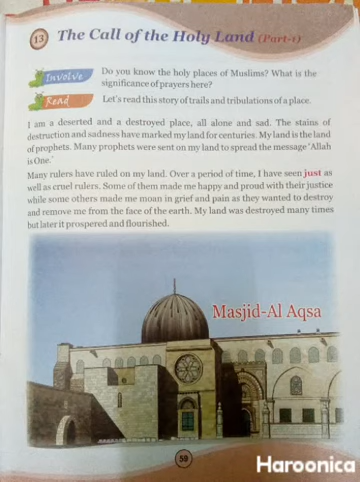 13 The Call of the Holy Land (Part-1)
Involve
Do you know the holy places of Muslims? What is the
significance of prayers here?
Read
Let's read this story of trails and tribulations of a place.
I am a deserted and a destroyed place, all alone and sad. The stains of
destruction and sadness have marked my land for centuries. My land is the land
of prophets. Many prophets were sent on my land to spread the message 'Allah
is One.'
Many rulers have ruled on my land. Over a period of time, I have seen just as
well as cruel rulers. Some of them made me happy and proud with their justice
while some others made me moan in grief and pain as they wanted to destroy
and remove me from the face of the earth. My land was destroyed many times
but later it prospered and flourished.
Masjid-Al Aqsa
59
Haroonica